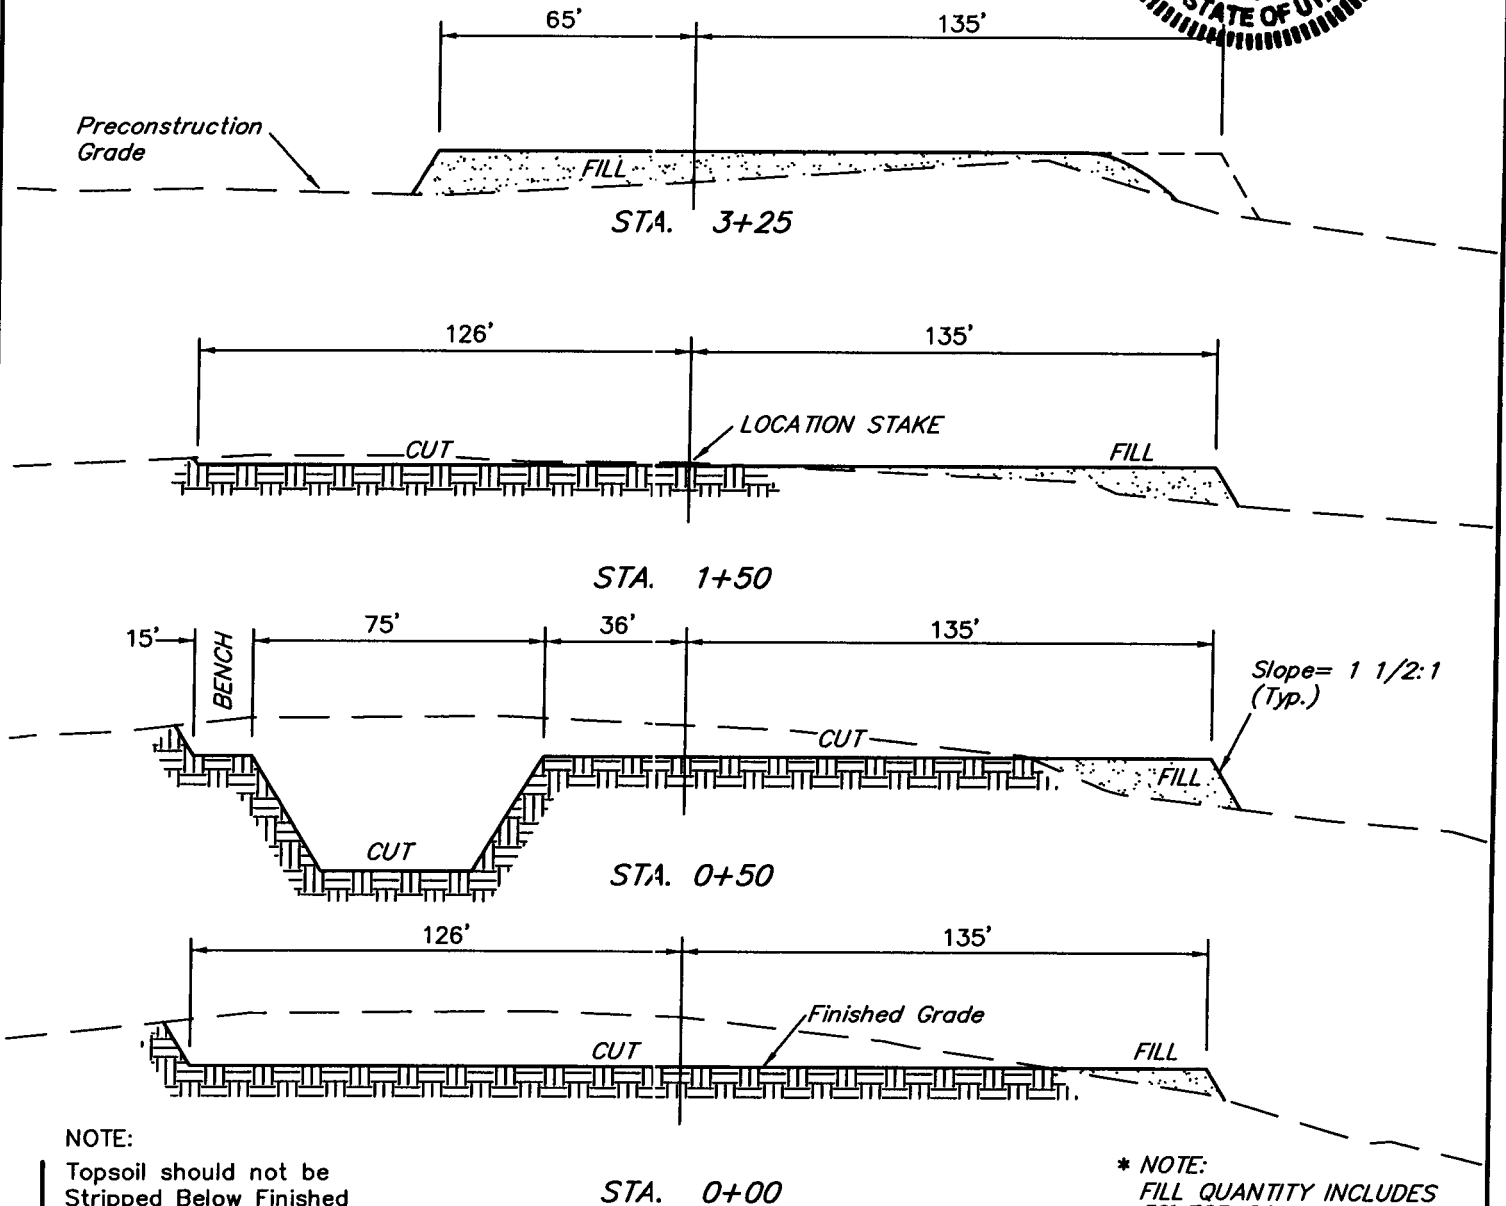 STATE OF UT
65' 135'
Preconstruction
Grade
FILL
STA. 3+25
126' 135'
LOCATION STAKE
CUT FILL
STA. 1+50
15' BENCH 75' 36' 135'
Slope= 1 1/2:1
(Typ.)
CUT
FILL
CUT
STA. 0+50
126' 135'
Finished Grade
CUT FILL
NOTE:
Topsoil should not be
Stripped Below Finished
STA. 0+00
* NOTE:
FILL QUANTITY INCLUDES